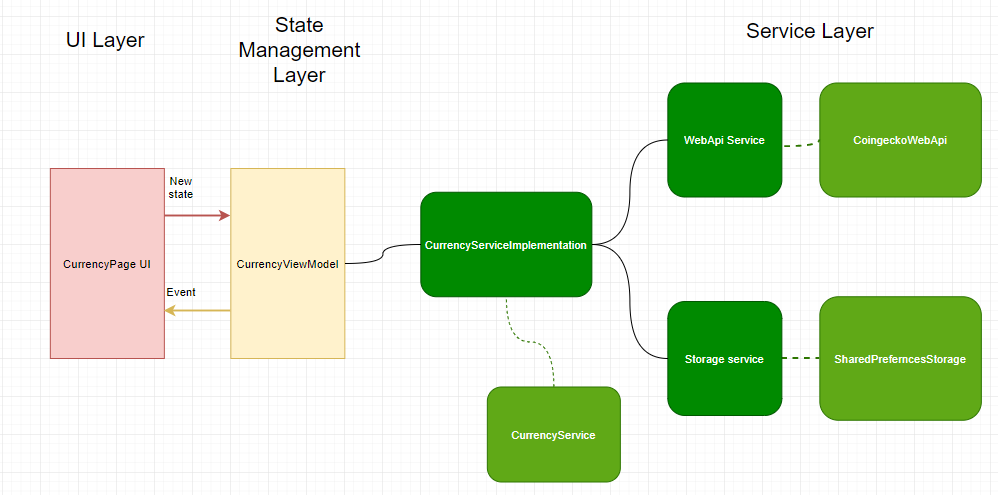 UI Layer
State
Management
Layer
Service Layer
New
state
CurrencyPage UI
Event
CurrencyViewModel
CurrencyServiceImplementation
CurrencyService
WebApi Service
CoingeckoWebApi
Storage service
SharedPreferncesStorage